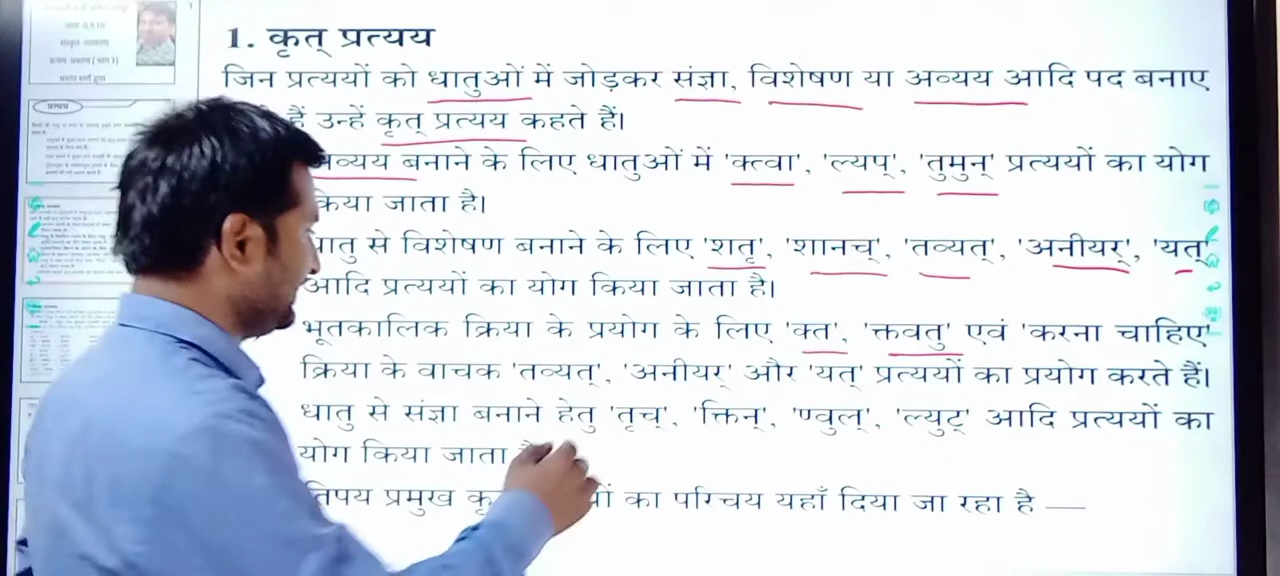 1. कृत् प्रत्यय
जिन प्रत्ययों को धातुओं में जोड़कर संज्ञा, विशेषण या अव्यय आदि पद बनाए
हैं उन्हें कृत् प्रत्यय कहते हैं।
अव्यय बनाने के लिए धातुओं में 'क्त्वा', 'ल्यप्', 'तुमुन्' प्रत्ययों का योग
किया जाता है।
धातु से विशेषण बनाने के लिए 'शतृ', 'शानच्', 'तव्यत्', 'अनीयर्', 'यत्'
आदि प्रत्ययों का योग किया जाता है।
भूतकालिक क्रिया के प्रयोग के लिए 'क्त', 'क्तवतु' एवं 'करना चाहिए'
क्रिया के वाचक 'तव्यत्', 'अनीयर्' और 'यत्' प्रत्ययों का प्रयोग करते हैं।
धातु से संज्ञा बनाने हेतु 'तृच्', 'क्तिन्', 'ण्वुल्', 'ल्युट्' आदि प्रत्ययों का
योग किया जाता
प्रमुख का परिचय यहाँ दिया जा रहा है —
प्रत्यय